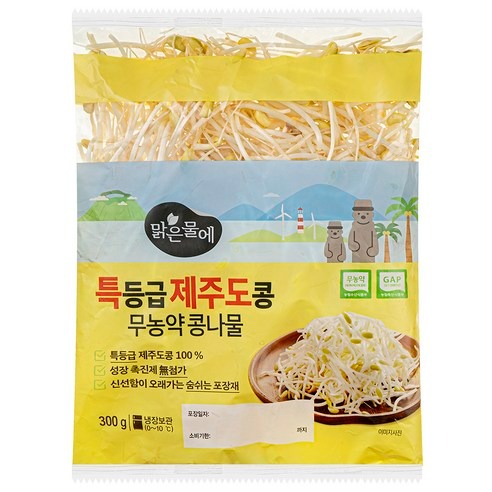 맑은물에
특등급 제주도콩
무농약 콩나물
무농약
GAP
특등급 제주도콩 100 %
성장 촉진제 無첨가
신선함이 오래가는 숨쉬는 포장재
300 g 냉장보관
(0~10 ℃)
포장일자:
소비기한: 까지
이미지사진